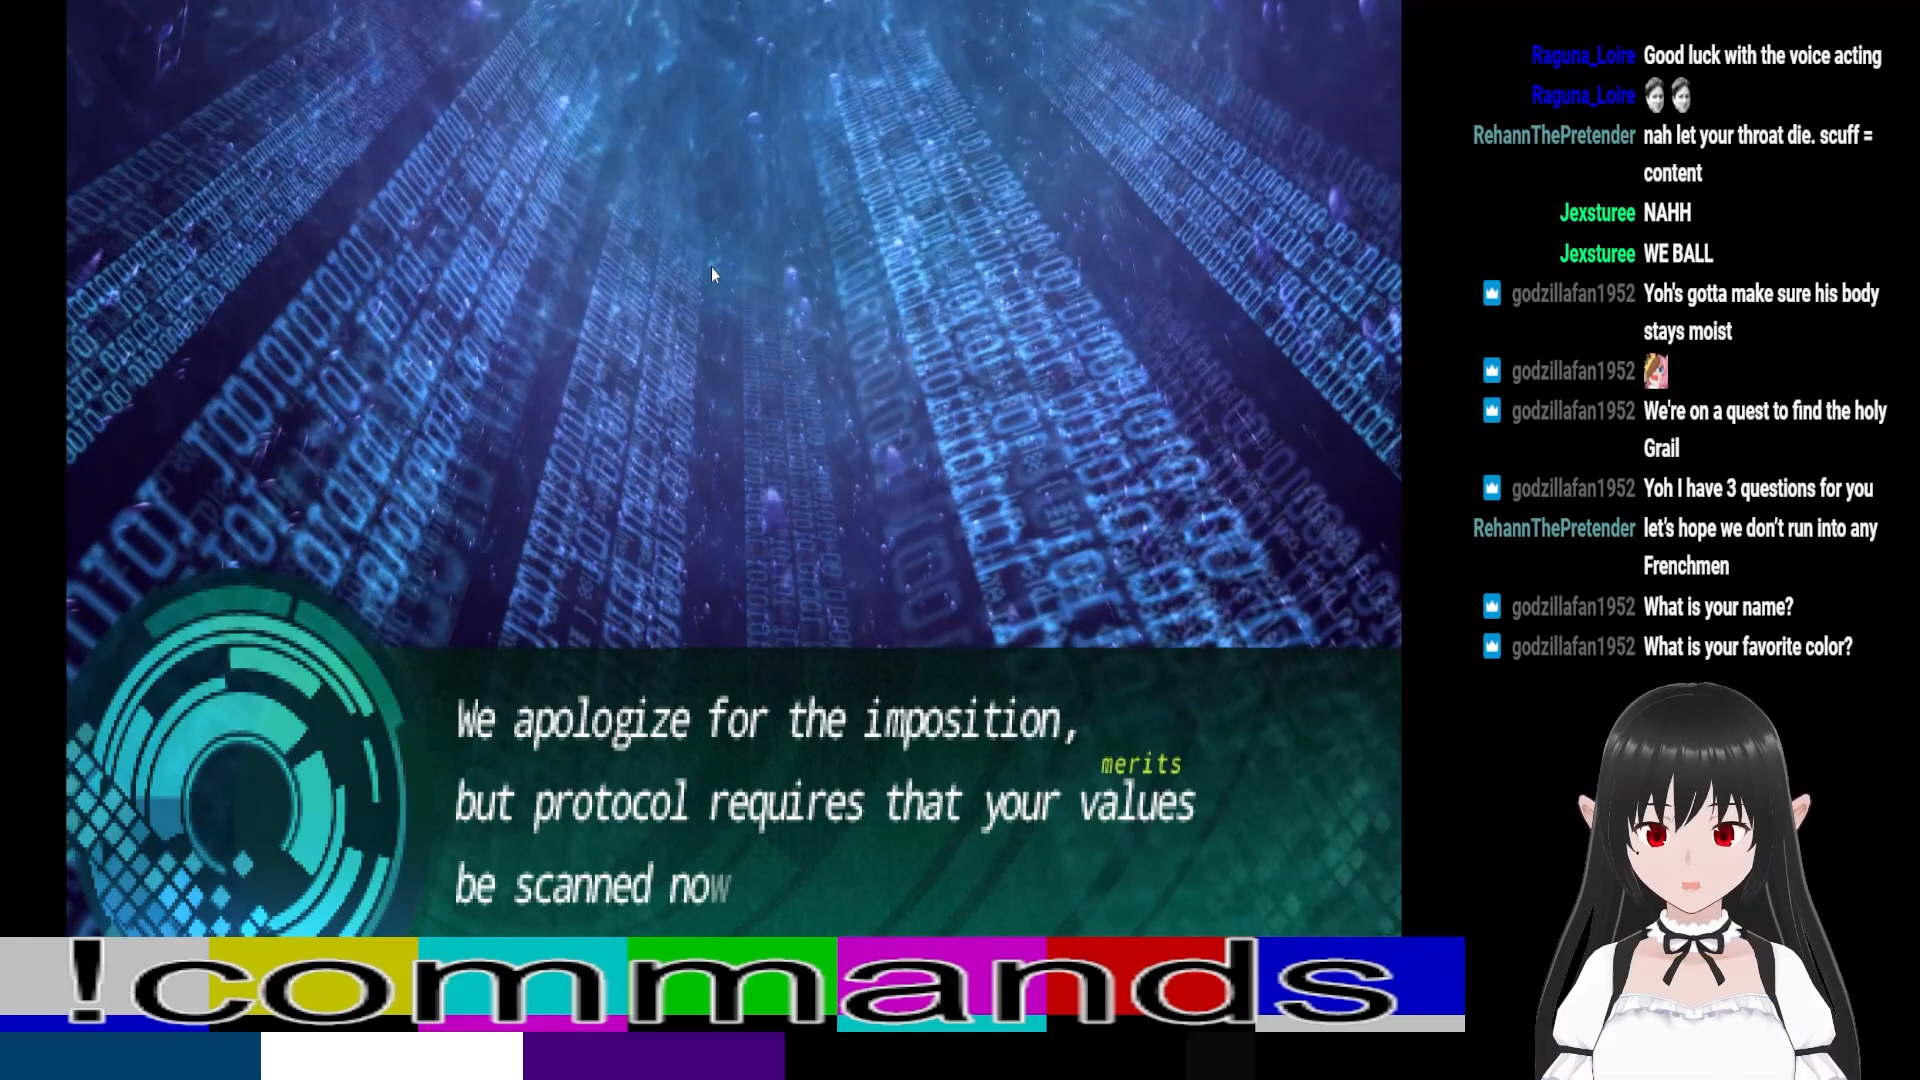 Raguna_Loire Good luck with the voice acting
Raguna_Loire
RehannThePretender nah let your throat die. scuff =
content
Jexsturee NAHH
Jexsturee WE BALL
godzillafan1952 Yoh's gotta make sure his body
stays moist
godzillafan1952
godzillafan1952 We're on a quest to find the holy
Grail
godzillafan1952 Yoh I have 3 questions for you
RehannThePretender let's hope we don't run into any
Frenchmen
godzillafan1952 What is your name?
godzillafan1952 What is your favorite color?
We apologize for the imposition,
merits
but protocol requires that your values
be scanned now
!commands